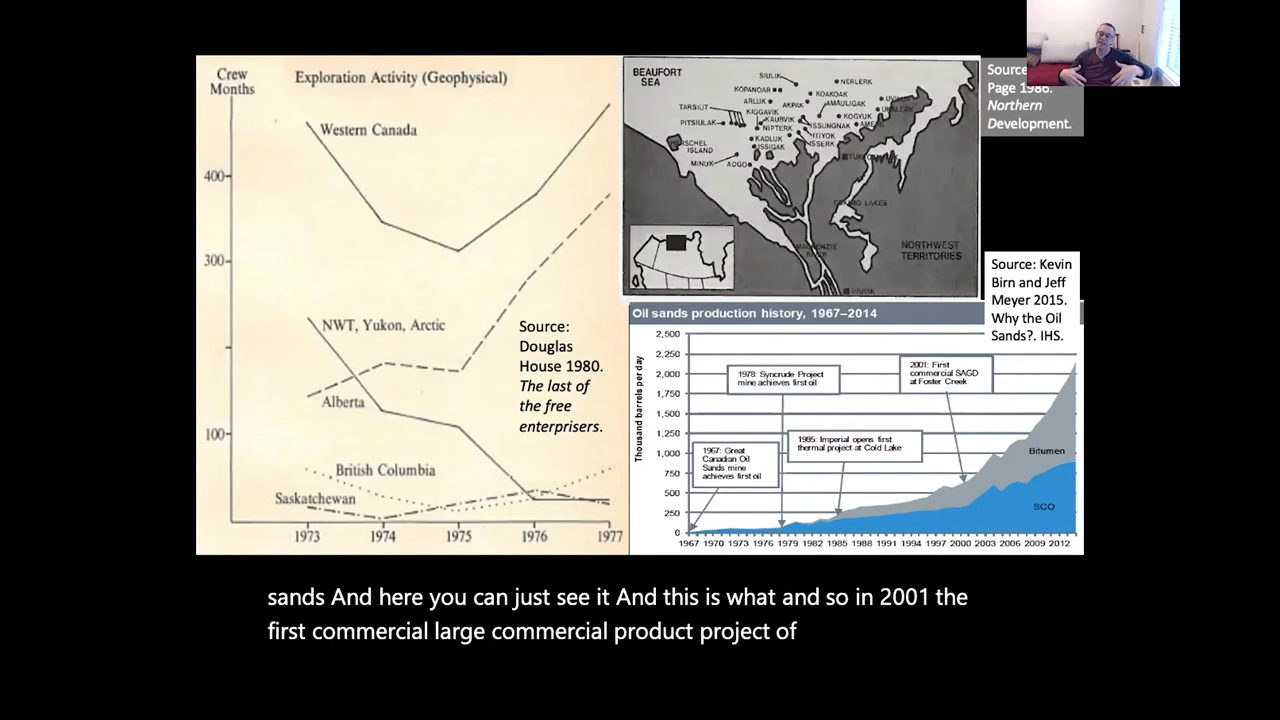 Crew
Months
Exploration Activity (Geophysical)
Western Canada
400
300
NWT, Yukon, Arctic
Alberta
100
British Columbia
Saskatchewan
1973 1974 1975 1976 1977
Source:
Douglas
House 1980.
The last of
the free
enterprisers.
BEAUFORT
SEA
SIULIK
NERLERK
KOPANOAR
KOAKOAK
ARLUK
AKPAK
AMAULIGAK
TARSIUT
KIGGAVIK
KOGYUK
PITSIULAK
KAURVIK
ISSUNGNAK
NIPTERK
ITIYOK
KADLUK
ISSERK
HERSCHEL
ISLAND
ISSIGAK
MINUK
ADGO
ESKIMO LAKES
MACKENZIE
RIVER
NORTHWEST
TERRITORIES
INUVIK
Source
Page 1986.
Northern
Development.
Source: Kevin
Birn and Jeff
Meyer 2015.
Why the Oil
Sands?. IHS.
Oil sands production history, 1967–2014
Thousand barrels per day
2,500
2,250
2,000
1,750
1,500
1,250
1,000
750
500
250
0
1967 1970 1973 1976 1979 1982 1985 1988 1991 1994 1997 2000 2003 2006 2009 2012
1978: Syncrude Project
mine achieves first oil
2001: First
commercial SAGD
at Foster Creek
1967: Great
Canadian Oil
Sands mine
achieves first oil
1985: Imperial opens first
thermal project at Cold Lake
Bitumen
SCO
sands And here you can just see it And this is what and so in 2001 the
first commercial large commercial product project of